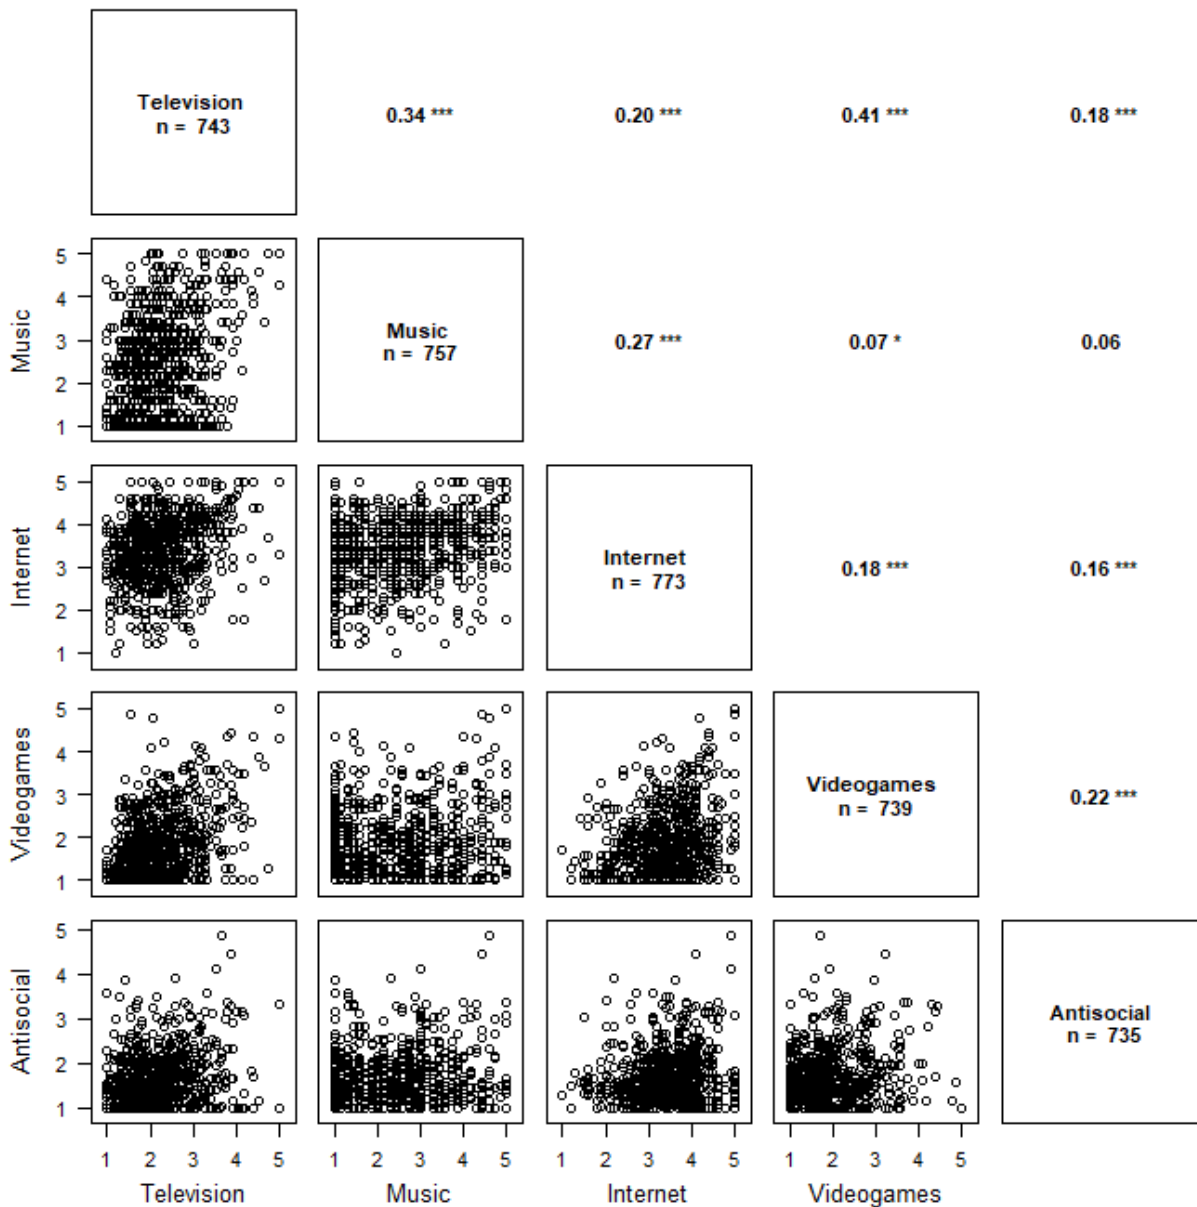 Television
n = 743
0.34 ***
0.20 ***
0.41 ***
0.18 ***
Music
5
4
3
2
1
Music
n = 757
0.27 ***
0.07 *
0.06
Internet
5
4
3
2
1
Internet
n = 773
0.18 ***
0.16 ***
Videogames
5
4
3
2
1
Videogames
n = 739
0.22 ***
Antisocial
5
4
3
2
1
Antisocial
n = 735
1 2 3 4 5
1 2 3 4 5
1 2 3 4 5
1 2 3 4 5
Television
Music
Internet
Videogames